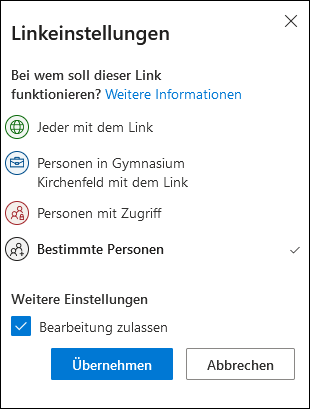 Linkeinstellungen
Bei wem soll dieser Link
funktionieren? Weitere Informationen
Jeder mit dem Link
Personen in Gymnasium
Kirchenfeld mit dem Link
Personen mit Zugriff
Bestimmte Personen
Weitere Einstellungen
Bearbeitung zulassen
Übernehmen Abbrechen